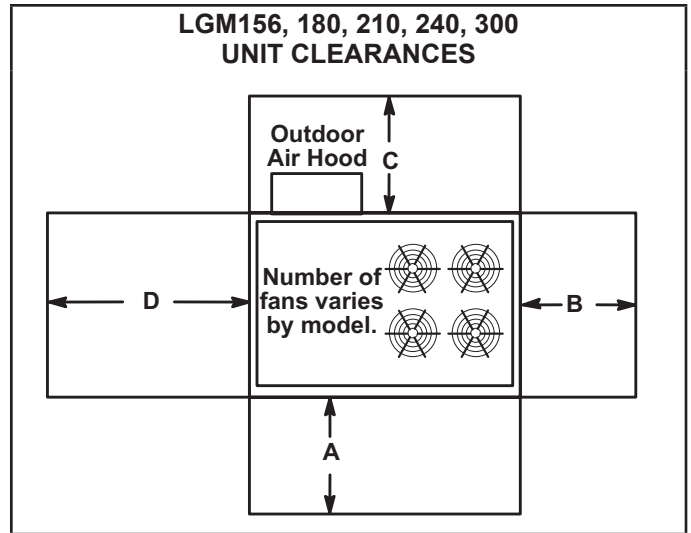 LGM156, 180, 210, 240, 300
UNIT CLEARANCES
Outdoor
Air Hood
C
Number of
fans varies
by model.
D
B
A